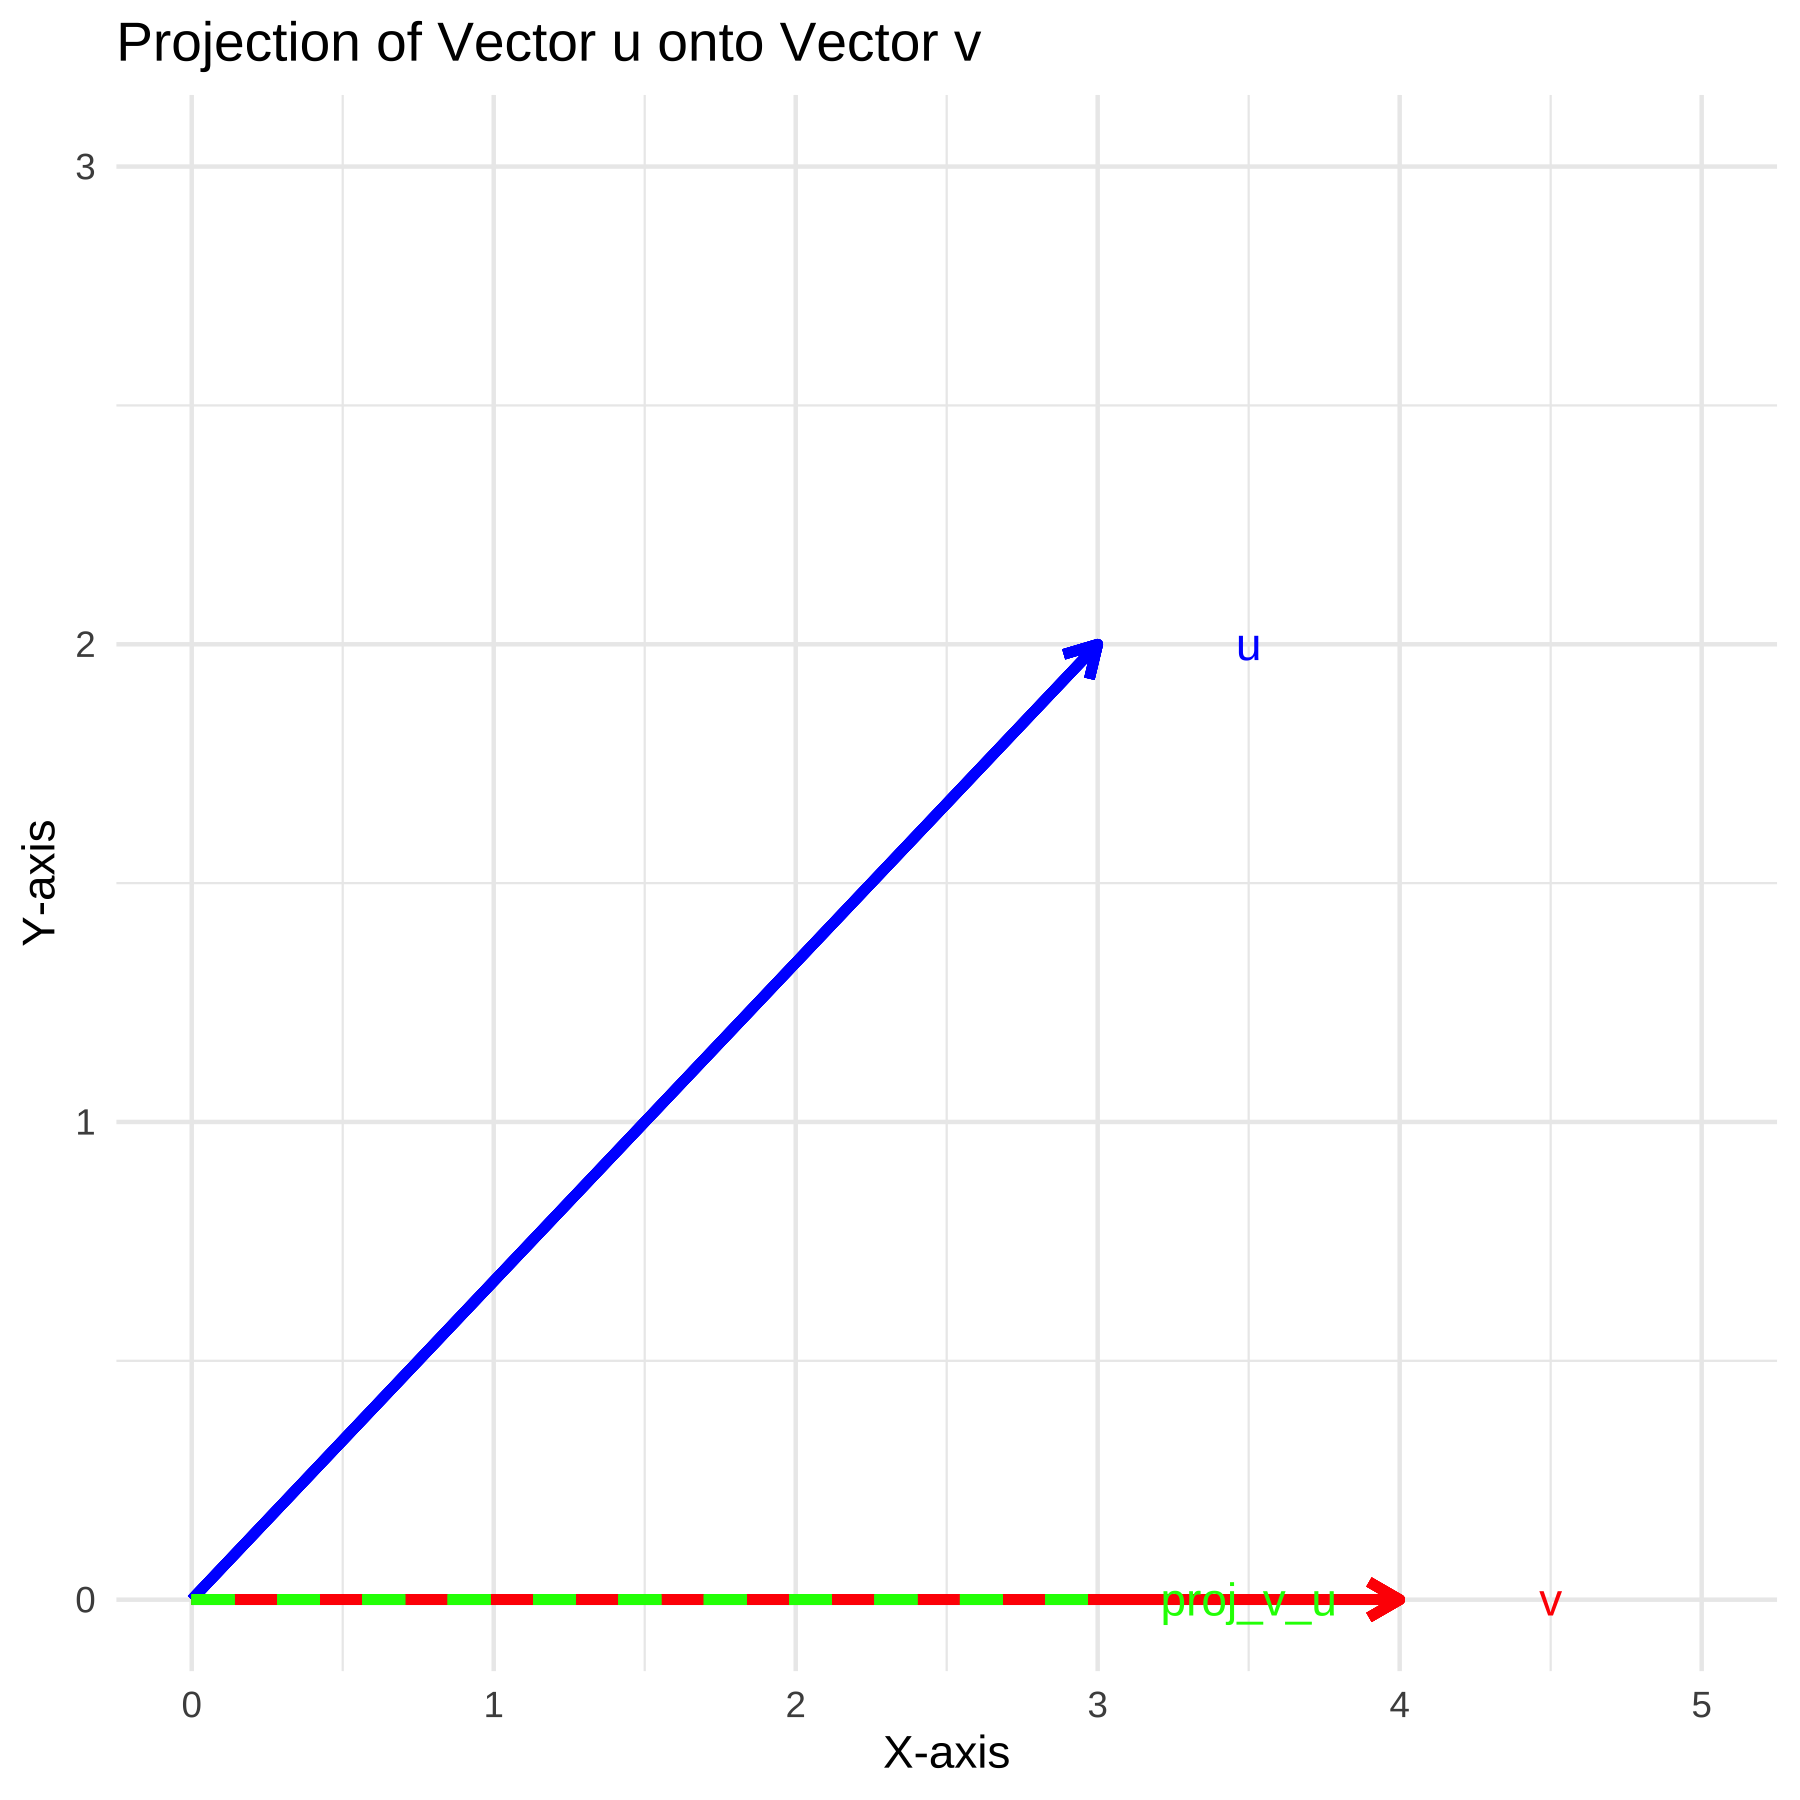 Projection of Vector u onto Vector v
3
2
1
0
Y-axis
u
proj_v_u
v
0 1 2 3 4 5
X-axis